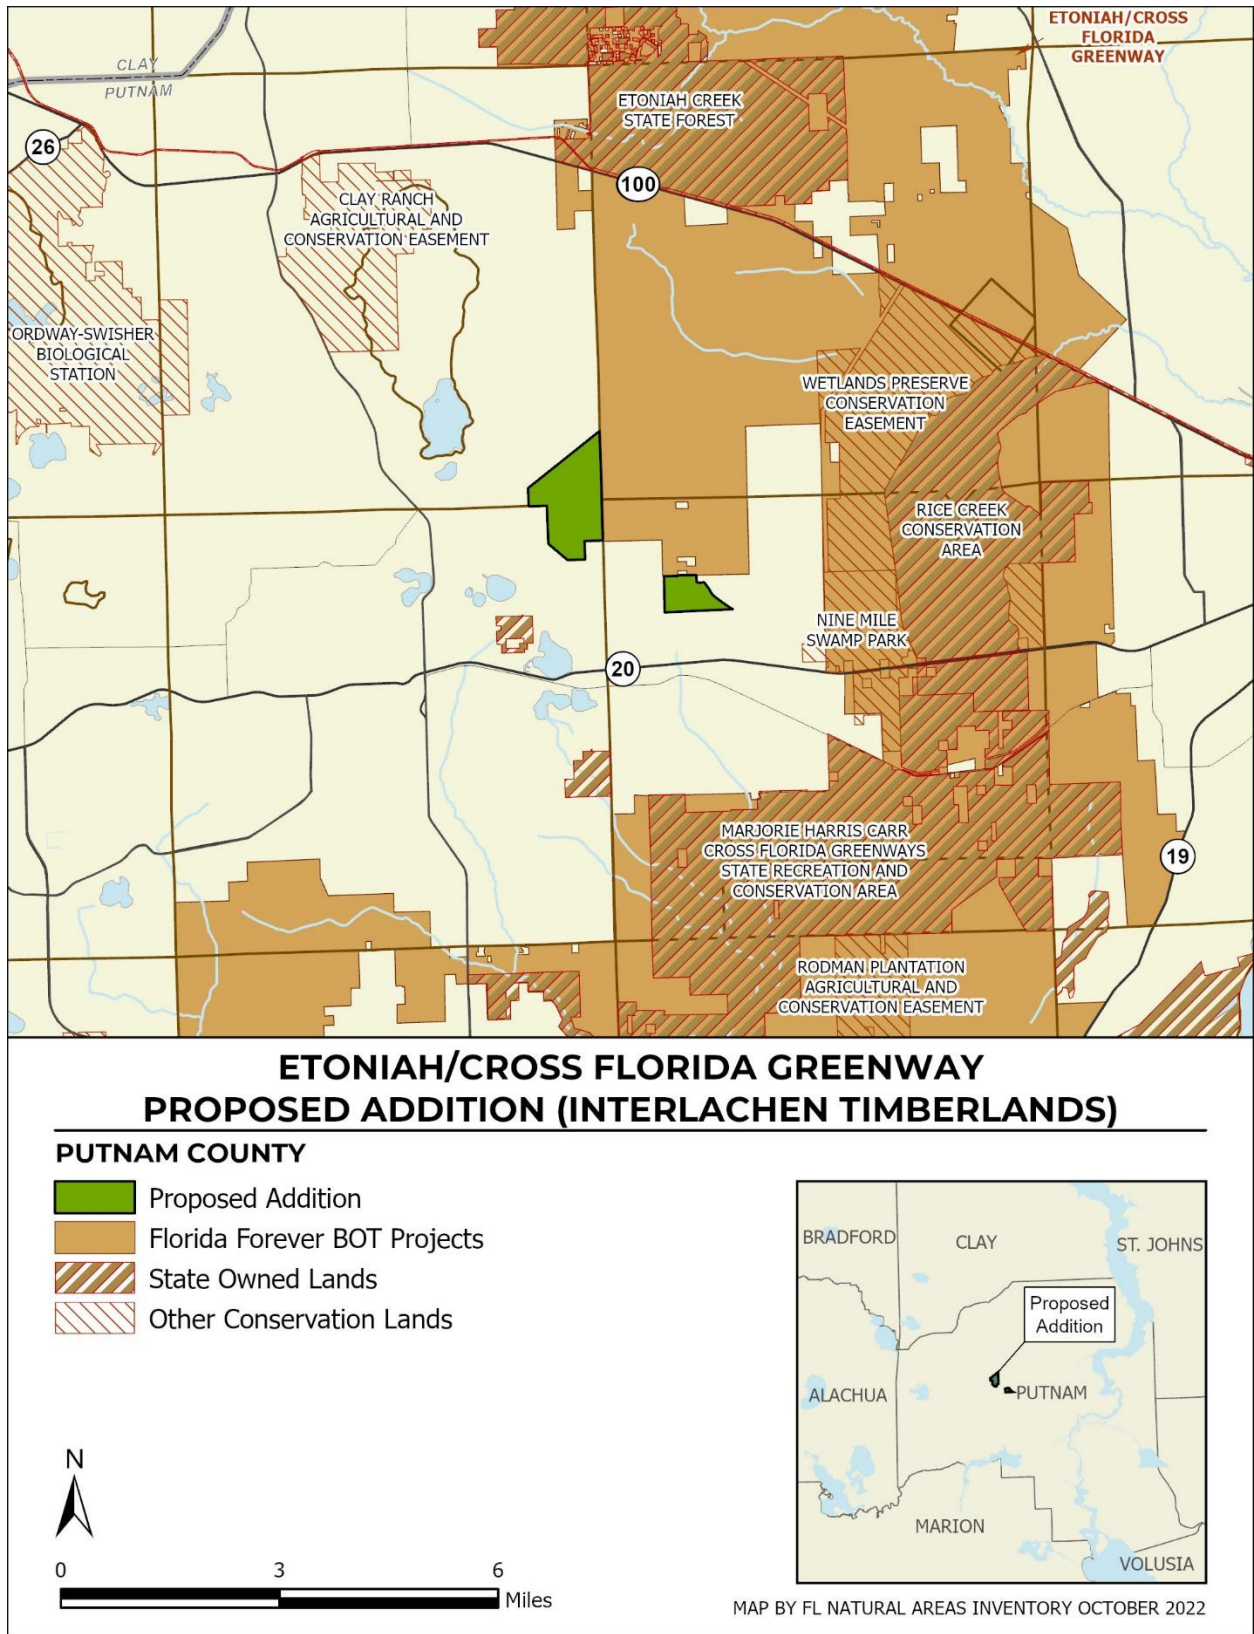 ETONIAH/CROSS
FLORIDA
GREENWAY
CLAY
PUTNAM
ETONIAH CREEK
STATE FOREST
26
100
CLAY RANCH
AGRICULTURAL AND
CONSERVATION EASEMENT
ORDWAY-SWISHER
BIOLOGICAL
STATION
WETLANDS PRESERVE
CONSERVATION
EASEMENT
RICE CREEK
CONSERVATION
AREA
NINE MILE
SWAMP PARK
20
MARJORIE HARRIS CARR
CROSS FLORIDA GREENWAYS
STATE RECREATION AND
CONSERVATION AREA
19
RODMAN PLANTATION
AGRICULTURAL AND
CONSERVATION EASEMENT
ETONIAH/CROSS FLORIDA GREENWAY
PROPOSED ADDITION (INTERLACHEN TIMBERLANDS)
PUTNAM COUNTY
Proposed Addition
Florida Forever BOT Projects
State Owned Lands
Other Conservation Lands
BRADFORD
CLAY
ST. JOHNS
Proposed
Addition
ALACHUA
PUTNAM
MARION
VOLUSIA
N
0 3 6
Miles
MAP BY FL NATURAL AREAS INVENTORY OCTOBER 2022